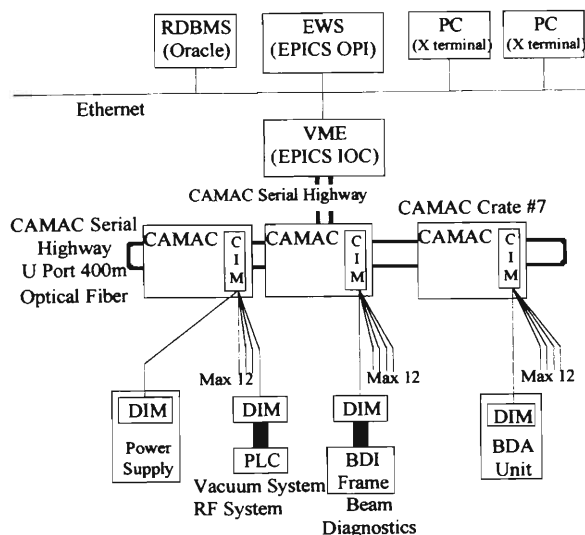 RDBMS
(Oracle)
EWS
(EPICS OPI)
PC
(X terminal)
PC
(X terminal)
Ethernet
VME
(EPICS IOC)
CAMAC Serial Highway
CAMAC Crate #7
CAMAC Serial
Highway
U Port 400m
Optical Fiber
CAMAC
CIM
CAMAC
CIM
CAMAC
CIM
Max 12
Max 12
Max 12
DIM
Power
Supply
DIM
PLC
Vacuum System
RF System
DIM
BDI
Frame
Beam
Diagnostics
DIM
BDA
Unit